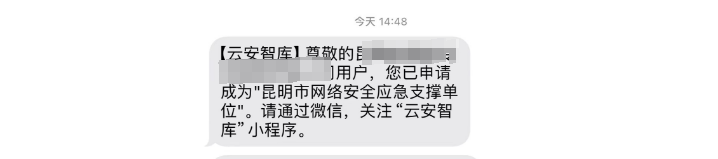 今天 14:48
【云安智库】尊敬的昆
用户，您已申请
成为"昆明市网络安全应急支撑单
位"。请通过微信，关注“云安智
库”小程序。